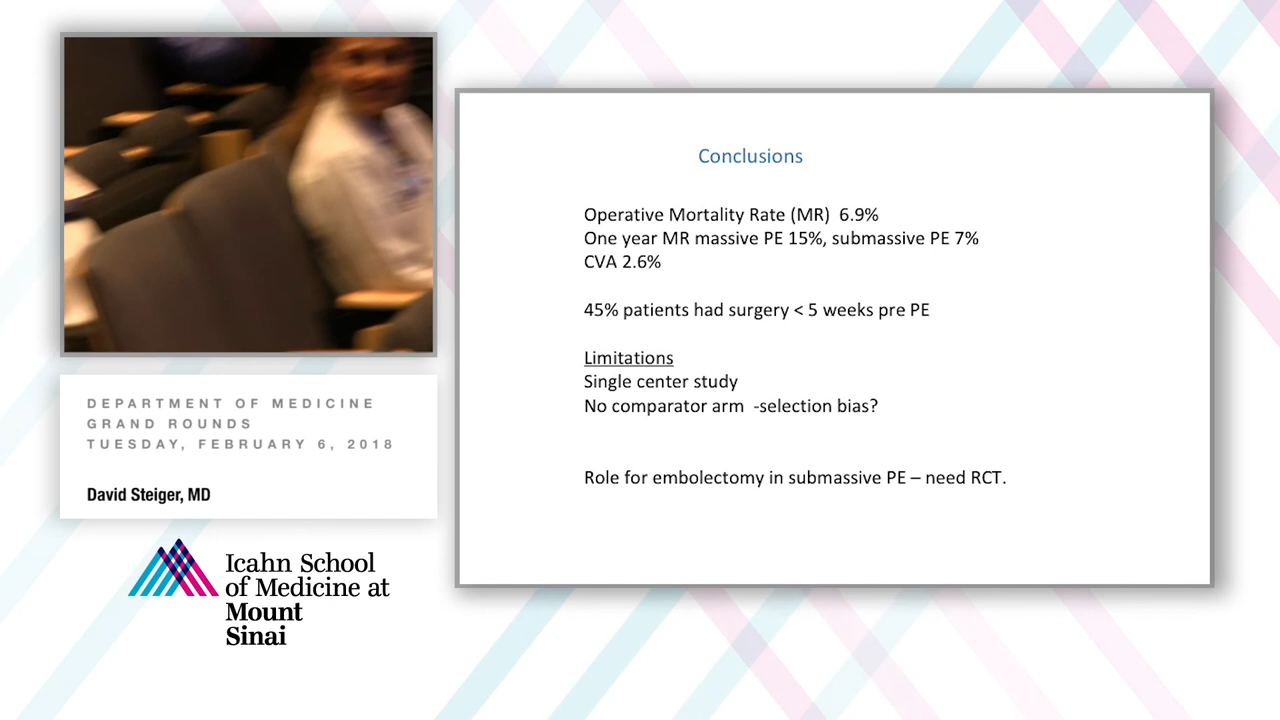 DEPARTMENT OF MEDICINE
GRAND ROUNDS
TUESDAY, FEBRUARY 6, 2018
David Steiger, MD
Icahn School
of Medicine at
Mount
Sinai
Conclusions
Operative Mortality Rate (MR)  6.9%
One year MR massive PE 15%, submassive PE 7%
CVA 2.6%
45% patients had surgery < 5 weeks pre PE
Limitations
Single center study
No comparator arm  -selection bias?
Role for embolectomy in submassive PE – need RCT.